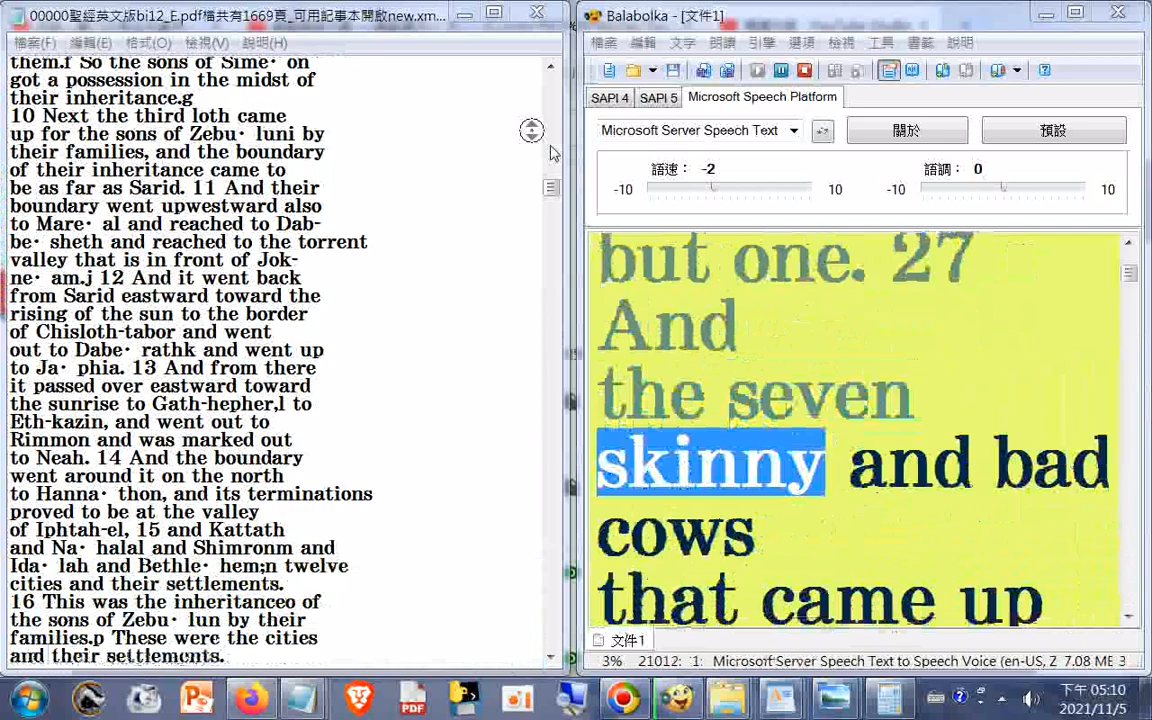 00000聖經英文版bi12_E.pdf檔共有1669頁_可用記事本開啟new.xm...
檔案(F) 編輯(E) 格式(O) 檢視(V) 說明(H)
them.f So the sons of Sime· on
got a possession in the midst of
their inheritance.g
10 Next the third loth came
up for the sons of Zebu· luni by
their families, and the boundary
of their inheritance came to
be as far as Sarid. 11 And their
boundary went upwestward also
to Mare· al and reached to Dab-
be· sheth and reached to the torrent
valley that is in front of Jok-
ne· am.j 12 And it went back
from Sarid eastward toward the
rising of the sun to the border
of Chisloth-tabor and went
out to Dabe· rathk and went up
to Ja· phia. 13 And from there
it passed over eastward toward
the sunrise to Gath-hepher,l to
Eth-kazin, and went out to
Rimmon and was marked out
to Neah. 14 And the boundary
went around it on the north
to Hanna· thon, and its terminations
proved to be at the valley
of Iphtah-el, 15 and Kattath
and Na· halal and Shimronm and
Ida· lah and Bethle· hem;n twelve
cities and their settlements.
16 This was the inheritanceo of
the sons of Zebu· lun by their
families.p These were the cities
and their settlements.
Balabolka - [文件1]
檔案 編輯 文字 朗讀 引擎 選項 檢視 工具 書籤 說明
SAPI 4 SAPI 5 Microsoft Speech Platform
Microsoft Server Speech Text 關於 預設
語速: -2 語調: 0
-10 10 -10 10
but one. 27
And
the seven
skinny and bad
cows
that came up
文件1
3% 21012: 1: Microsoft Server Speech Text to Speech Voice (en-US, Z 7.08 MB 3
下午 05:10
2021/11/5